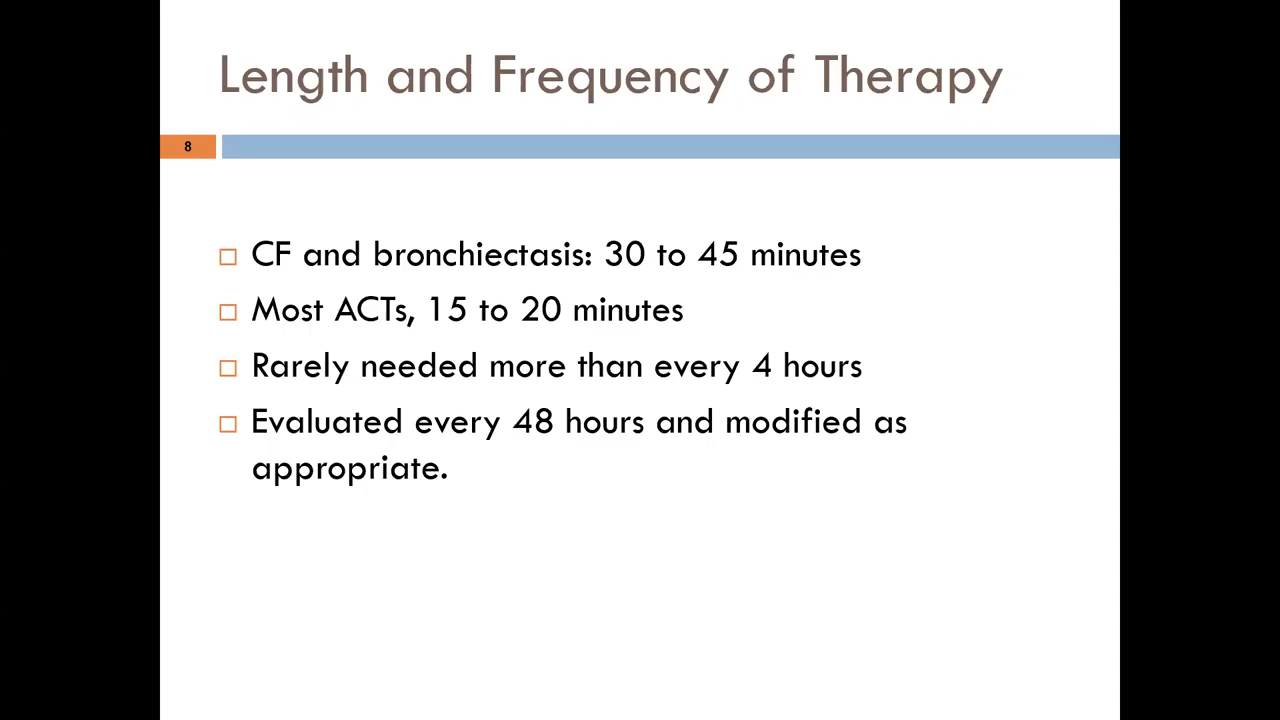 Length and Frequency of Therapy
8
CF and bronchiectasis: 30 to 45 minutes
Most ACTs, 15 to 20 minutes
Rarely needed more than every 4 hours
Evaluated every 48 hours and modified as
appropriate.